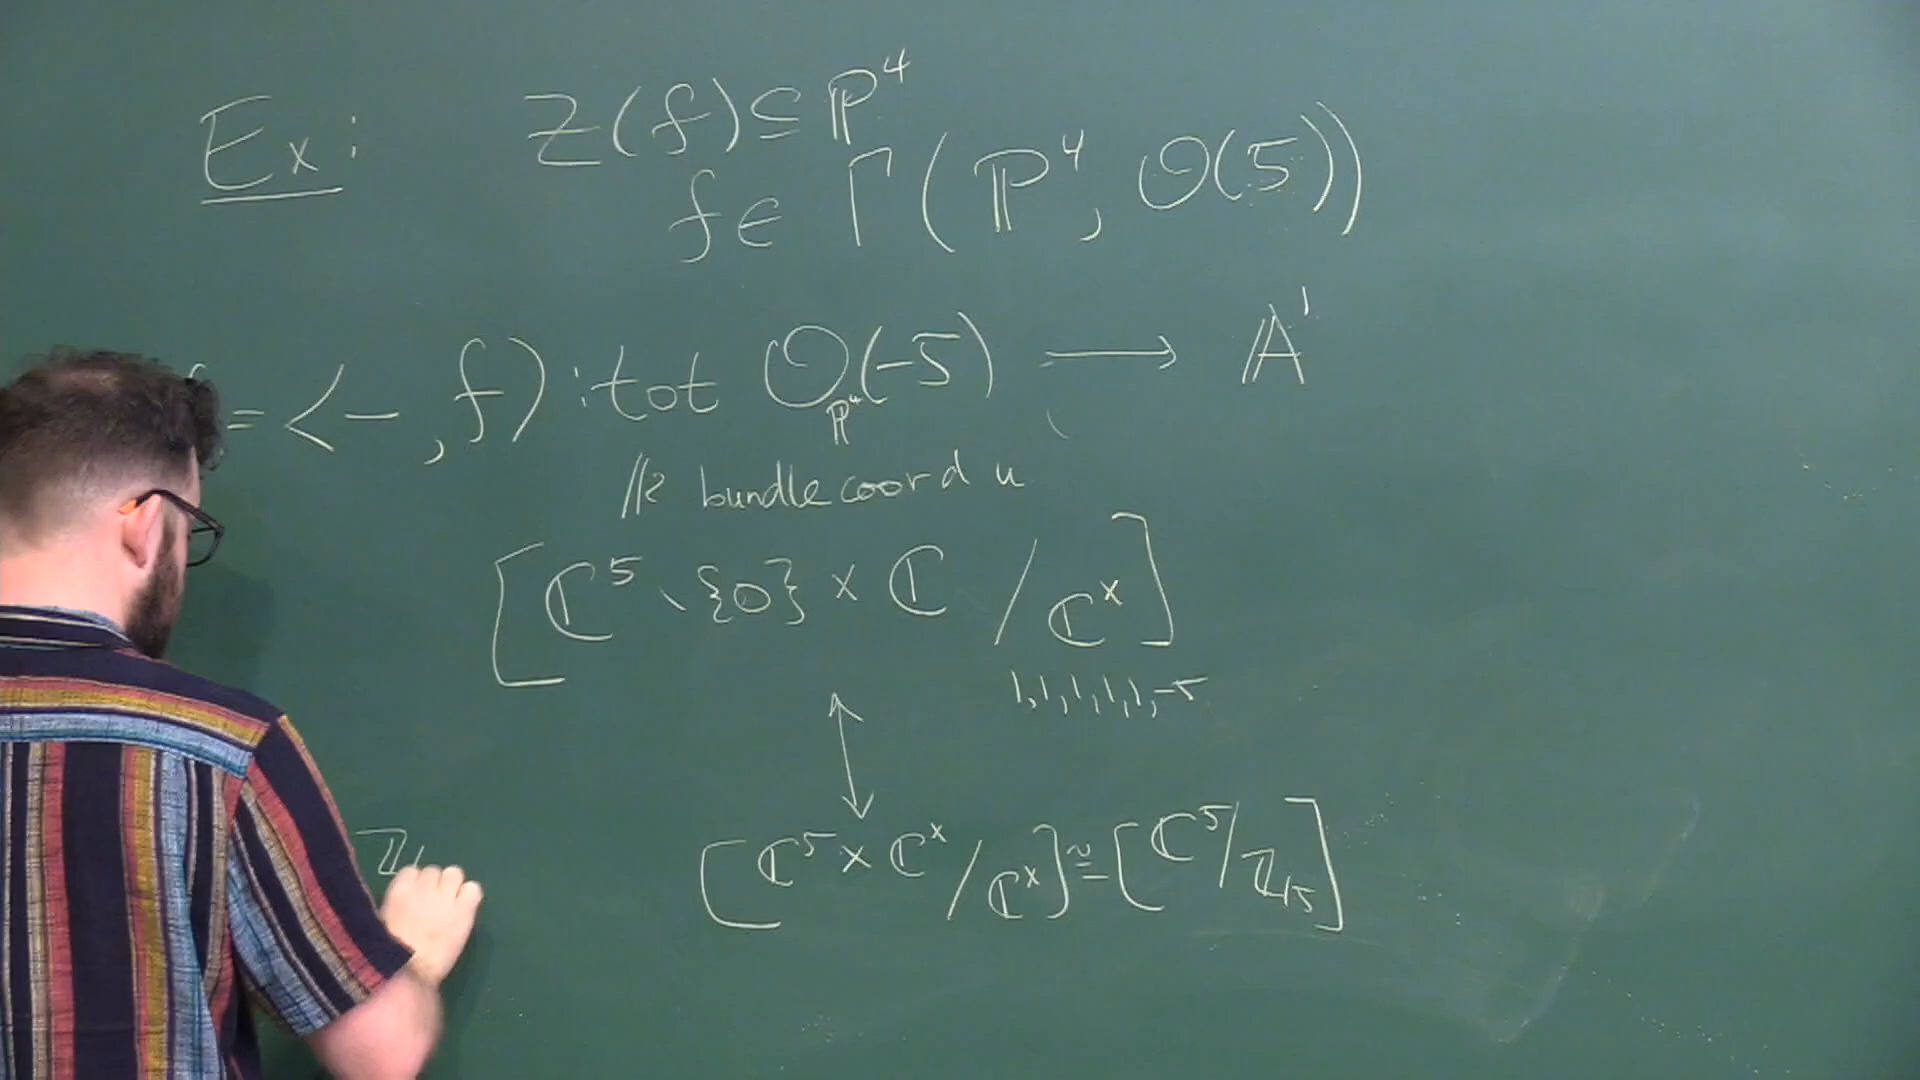 Ex: Z(f) ⊆ ℙ⁴
f ∈ Γ(ℙ⁴, O(5))
= <-, f) : tot O_ℙ⁴(-5) → 𝔸¹
≅ bundle coord u
[ℂ⁵ \ {0} × ℂ / ℂ^×]
1,1,1,1,1,-5
↕
[ℂ⁵ × ℂ^× / ℂ^×] ≅ [ℂ⁵ / ℤ/5]
ℤ/